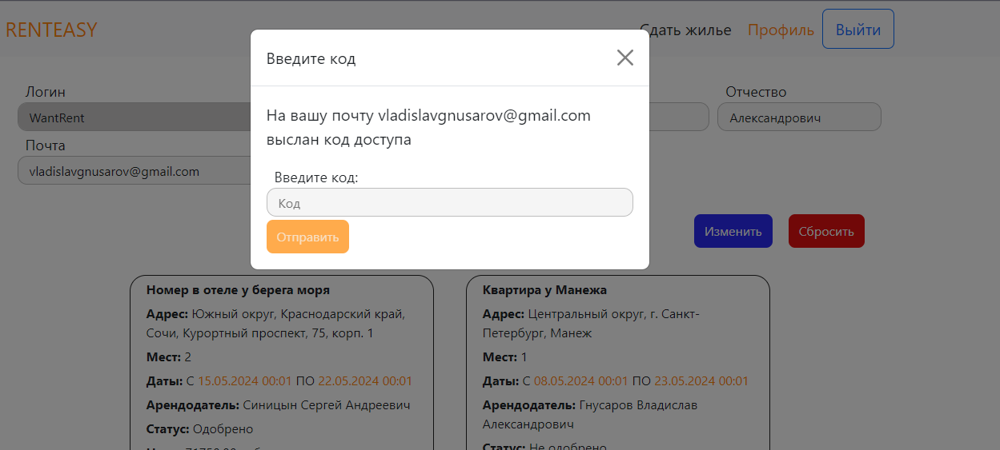 RENTEASY
Сдать жилье
Профиль
Выйти
Введите код
На вашу почту vladislavgnusarov@gmail.com
выслан код доступа
Введите код:
Код
Отправить
Логин
WantRent
Отчество
Александрович
Почта
vladislavgnusarov@gmail.com
Изменить
Сбросить
Номер в отеле у берега моря
Адрес: Южный округ, Краснодарский край,
Сочи, Курортный проспект, 75, корп. 1
Мест: 2
Даты: С 15.05.2024 00:01 ПО 22.05.2024 00:01
Арендодатель: Синицын Сергей Андреевич
Статус: Одобрено
Квартира у Манежа
Адрес: Центральный округ, г. Санкт-
Петербург, Манеж
Мест: 1
Даты: С 08.05.2024 00:01 ПО 23.05.2024 00:01
Арендодатель: Гнусаров Владислав
Александрович
Статус: Не одобрено